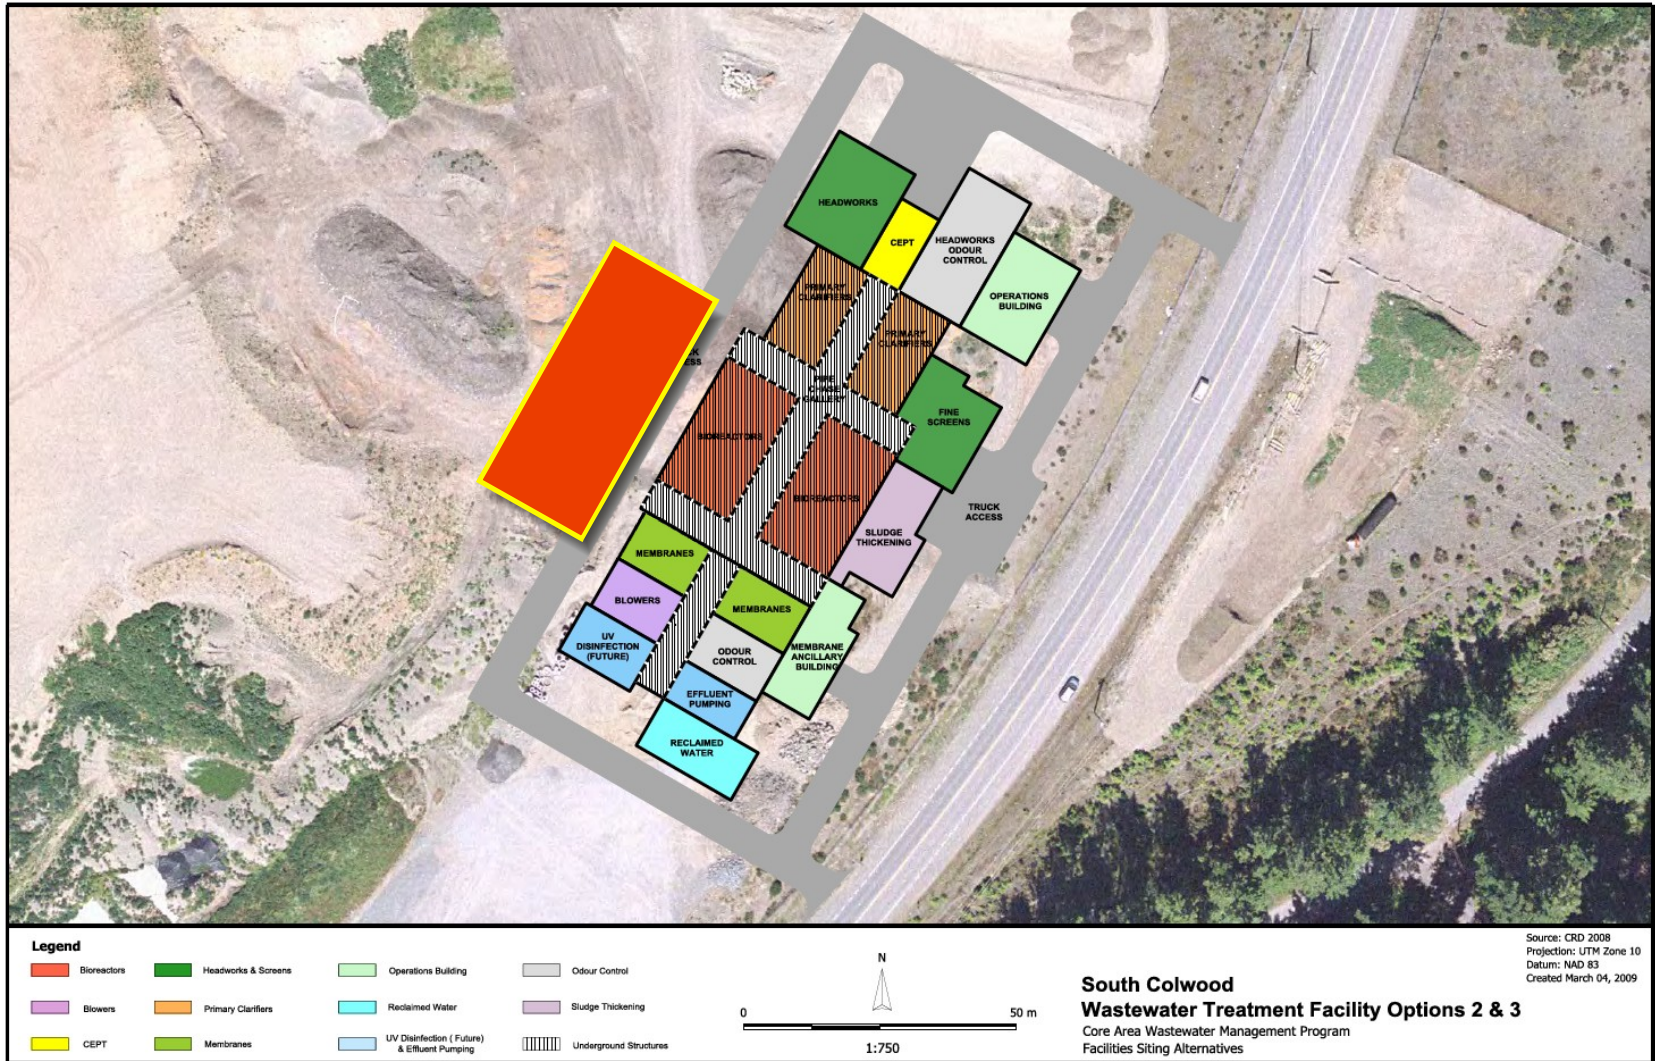 HEADWORKS
CEPT
HEADWORKS
ODOUR
CONTROL
OPERATIONS
BUILDING
PRIMARY
CLARIFIERS
PRIMARY
CLARIFIERS
PIPE
CHASE
GALLERY
FINE
SCREENS
BIOREACTORS
BIOREACTORS
TRUCK
ACCESS
SLUDGE
THICKENING
MEMBRANES
BLOWERS
MEMBRANES
UV
DISINFECTION
(FUTURE)
ODOUR
CONTROL
MEMBRANE
ANCILLARY
BUILDING
EFFLUENT
PUMPING
RECLAIMED
WATER
Legend
Bioreactors
Headworks & Screens
Operations Building
Odour Control
Blowers
Primary Clarifiers
Reclaimed Water
Sludge Thickening
CEPT
Membranes
UV Disinfection ( Future)
& Effluent Pumping
Underground Structures
N
0 50 m
1:750
South Colwood
Wastewater Treatment Facility Options 2 & 3
Core Area Wastewater Management Program
Facilities Siting Alternatives
Source: CRD 2008
Projection: UTM Zone 10
Datum: NAD 83
Created March 04, 2009